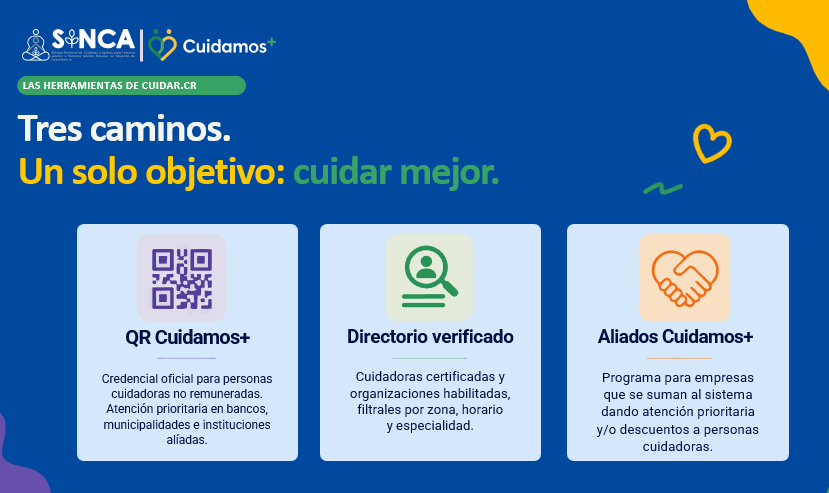 SINCA
Cuidamos+
LAS HERRAMIENTAS DE CUIDAR.CR
Tres caminos.
Un solo objetivo: cuidar mejor.
QR Cuidamos+
Credencial oficial para personas
cuidadoras no remuneradas.
Atención prioritaria en bancos,
municipalidades e instituciones
alíadas.
Directorio verificado
Cuidadoras certificadas y
organizaciones habilitadas,
filtrales por zona, horario
y especialidad.
Aliados Cuidamos+
Programa para empresas
que se suman al sistema
dando atención prioritaria
y/o descuentos a personas
cuidadoras.